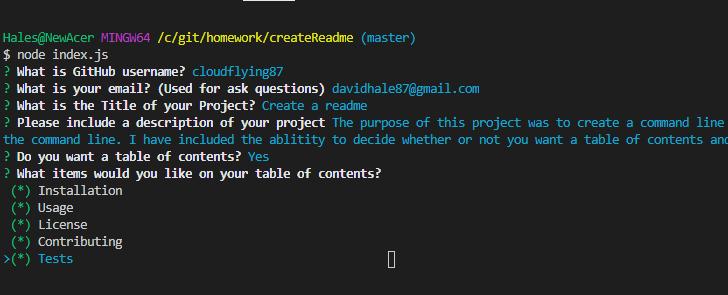 Hales@NewAcer MINGW64 /c/git/homework/createReadme (master)
$ node index.js
? What is GitHub username? cloudflying87
? What is your email? (Used for ask questions) davidhale87@gmail.com
? What is the Title of your Project? Create a readme
? Please include a description of your project The purpose of this project was to create a command line
the command line. I have included the ablitity to decide whether or not you want a table of contents and
? Do you want a table of contents? Yes
? What items would you like on your table of contents?
(*) Installation
(*) Usage
(*) License
(*) Contributing
>(*) Tests